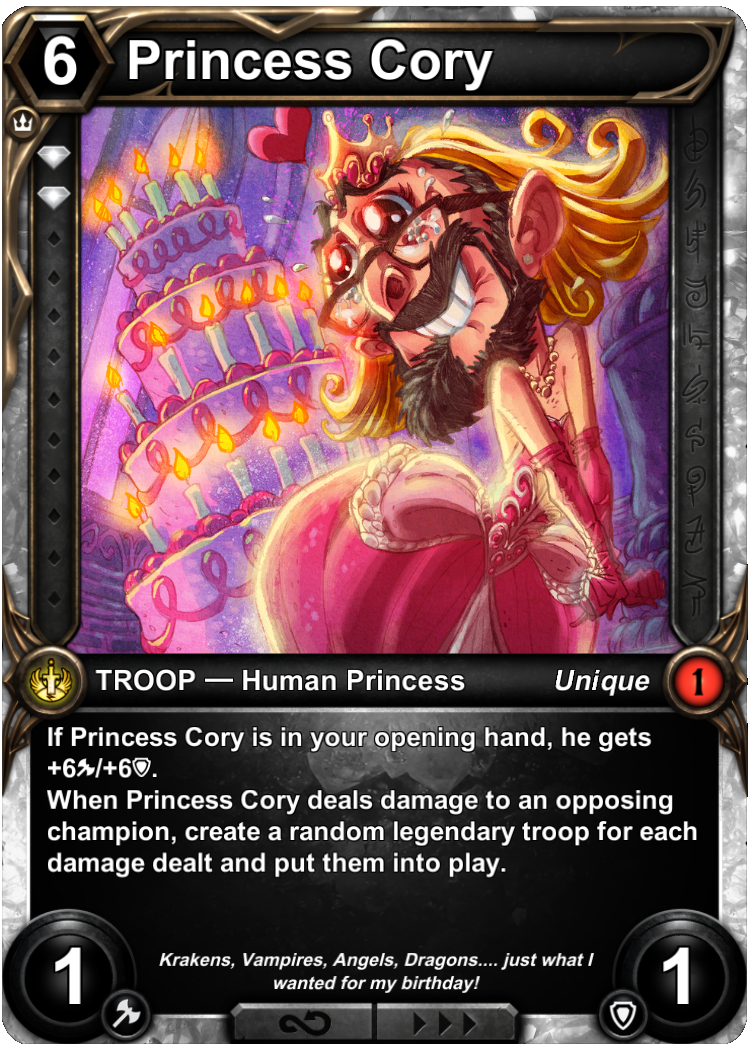 6 Princess Cory
TROOP — Human Princess Unique 1
If Princess Cory is in your opening hand, he gets
+6/+6.
When Princess Cory deals damage to an opposing
champion, create a random legendary troop for each
damage dealt and put them into play.
Krakens, Vampires, Angels, Dragons.... just what I
wanted for my birthday!
1 1